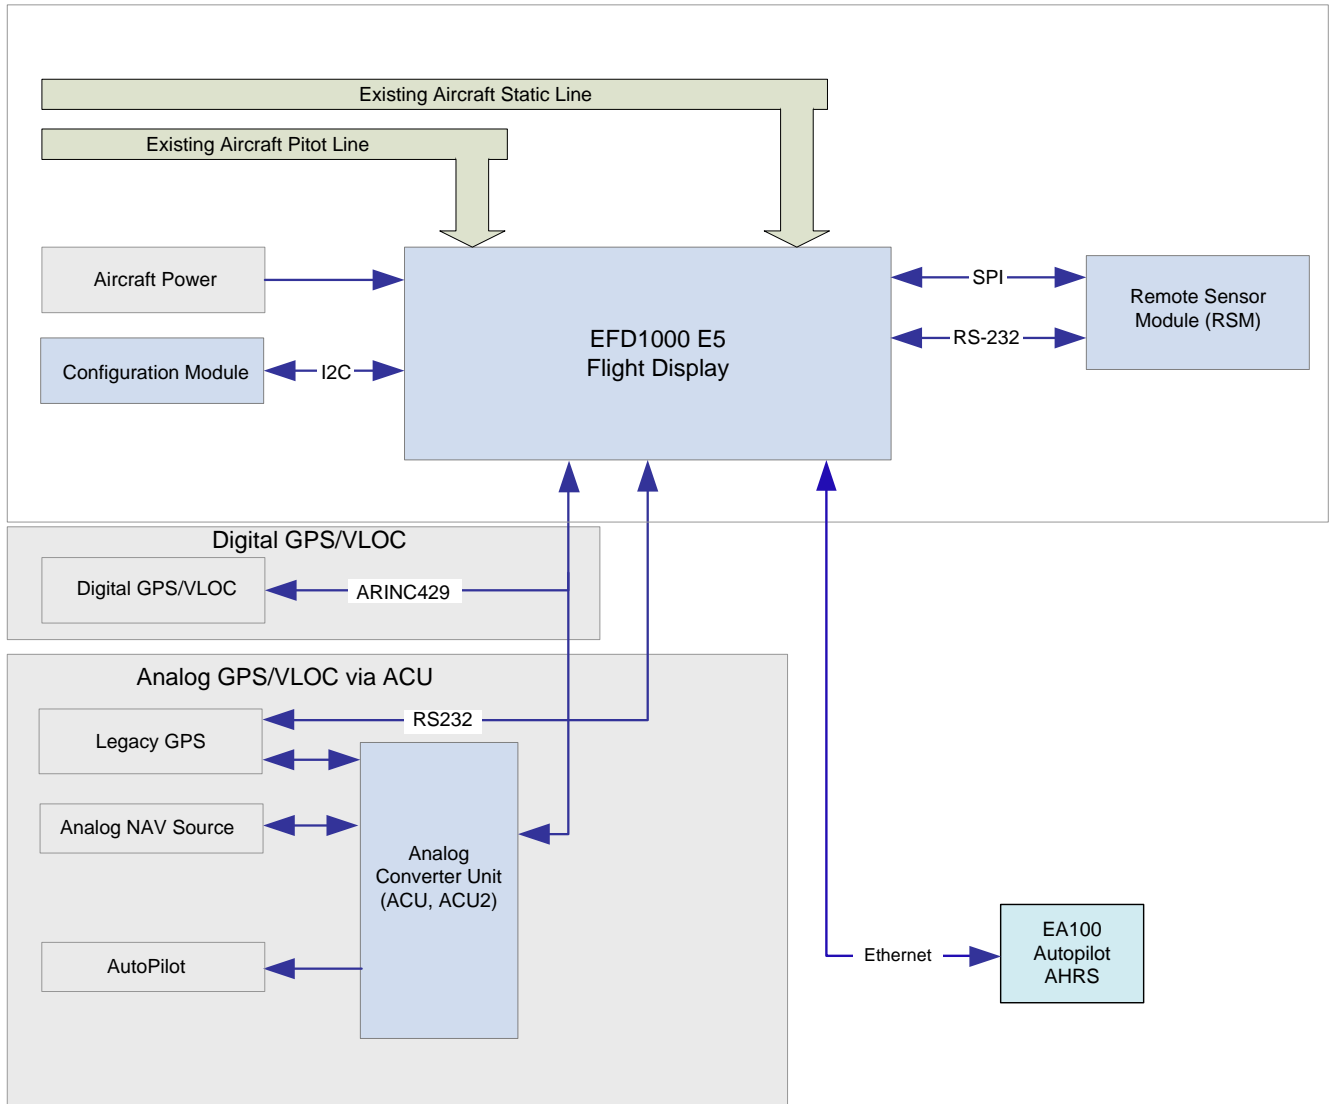 Existing Aircraft Static Line
Existing Aircraft Pitot Line
Aircraft Power
Configuration Module
I2C
EFD1000 E5
Flight Display
SPI
RS-232
Remote Sensor
Module (RSM)
Digital GPS/VLOC
Digital GPS/VLOC
ARINC429
Analog GPS/VLOC via ACU
Legacy GPS
RS232
Analog NAV Source
Analog
Converter Unit
(ACU, ACU2)
AutoPilot
Ethernet
EA100
Autopilot
AHRS